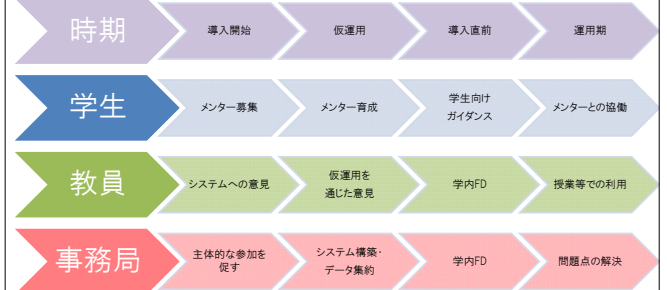 時期
導入開始
仮運用
導入直前
運用期
学生
メンター募集
メンター育成
学生向け
ガイダンス
メンターとの協働
教員
システムへの意見
仮運用を
通じた意見
学内FD
授業等での利用
事務局
主体的な参加を
促す
システム構築・
データ集約
学内FD
問題点の解決